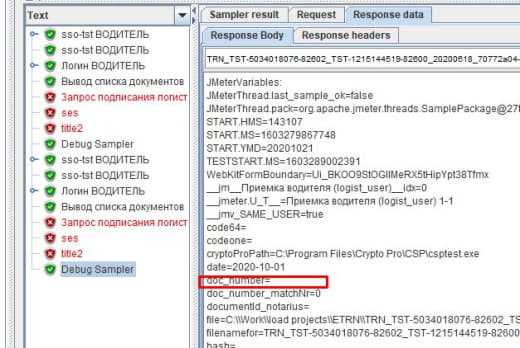 Text
sso-tst ВОДИТЕЛЬ
sso-tst ВОДИТЕЛЬ
Логин ВОДИТЕЛЬ
Вывод списка документов
Запрос подписания логист
ses
title2
Debug Sampler
sso-tst ВОДИТЕЛЬ
sso-tst ВОДИТЕЛЬ
Логин ВОДИТЕЛЬ
Вывод списка документов
Запрос подписания логист
ses
title2
Debug Sampler
Sampler result Request Response data
Response Body Response headers
TRN_TST-5034018076-82602_TST-1215144519-82600_20200618_70772a04-
JMeterVariables:
JMeterThread.last_sample_ok=false
JMeterThread.pack=org.apache.jmeter.threads.SamplePackage@27f
START.HMS=143107
START.MS=1603279867748
START.YMD=20201021
TESTSTART.MS=1603289002391
WebKitFormBoundary=Ui_BKOO9StOGIIMeRX5tHipYpt38Tfmx
__jm__Приемка водителя (logist_user)__idx=0
__jmeter.U_T__=Приемка водителя (logist_user) 1-1
__jmv_SAME_USER=true
code64=
codeone=
cryptoProPath=C:\Program Files\Crypto Pro\CSP\csptest.exe
date=2020-10-01
doc_number=
doc_number_matchNr=0
documentId_notarius=
file=C:\\Work\\load projects\\ETRN\\TRN_TST-5034018076-82602_TS
filenamefor=TRN_TST-5034018076-82602_TST-1215144519-82600_2
hash=